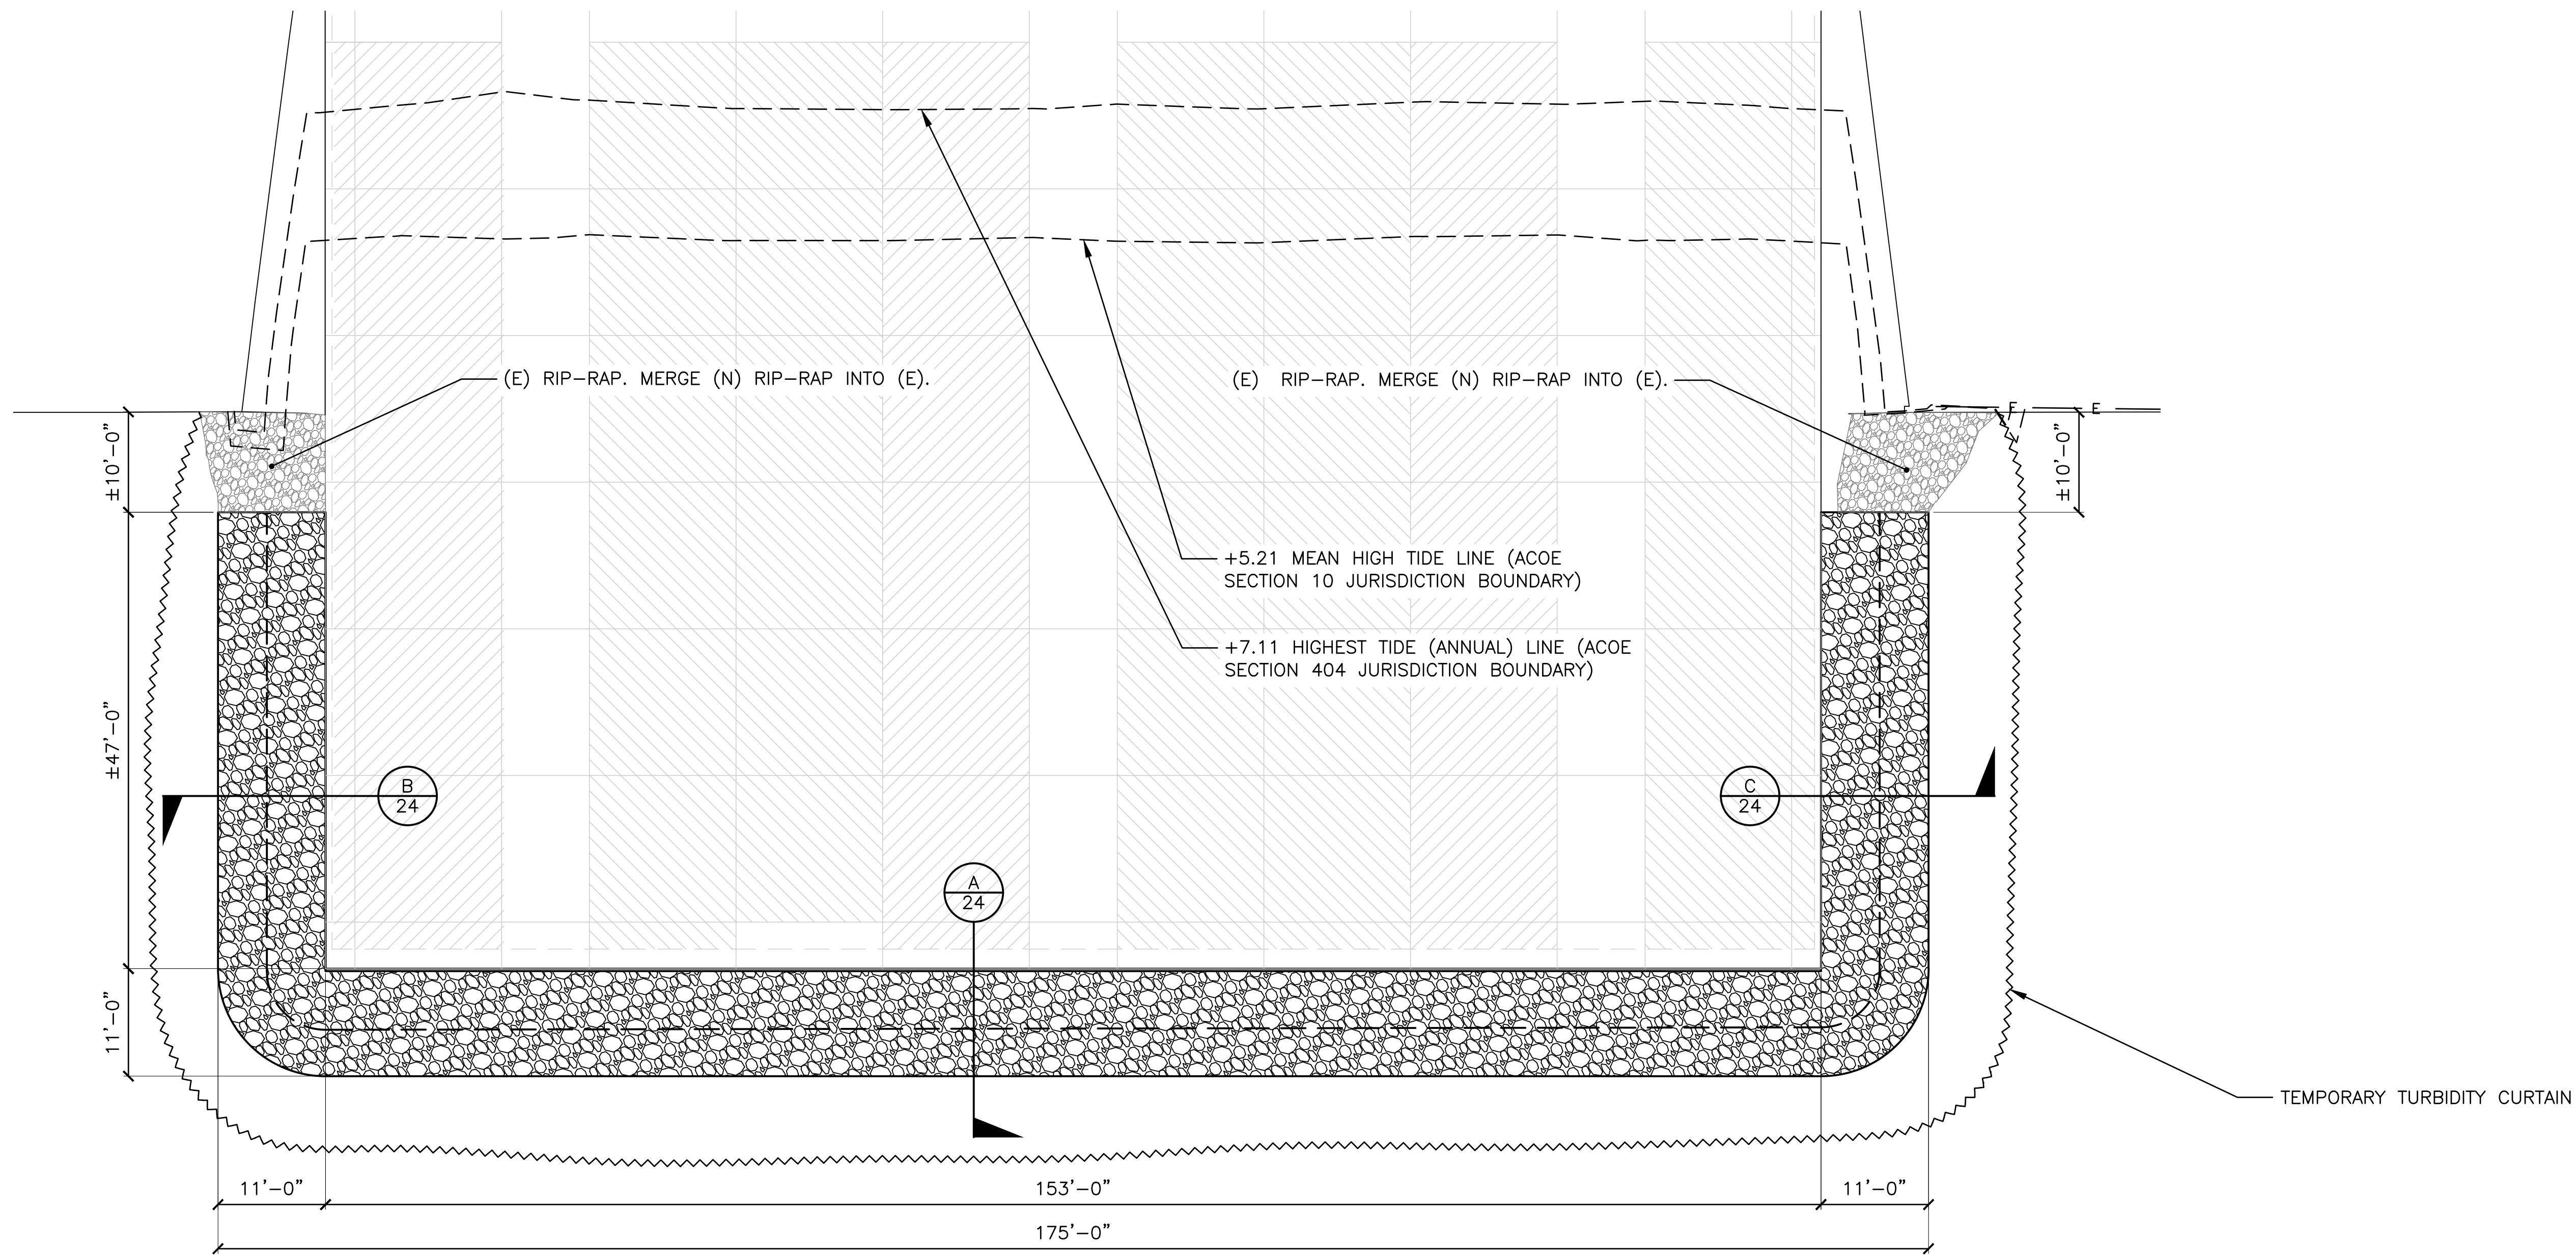 (E) RIP-RAP. MERGE (N) RIP-RAP INTO (E).
(E) RIP-RAP. MERGE (N) RIP-RAP INTO (E).
F
E
±10'-0"
±10'-0"
+5.21 MEAN HIGH TIDE LINE (ACOE
SECTION 10 JURISDICTION BOUNDARY)
+7.11 HIGHEST TIDE (ANNUAL) LINE (ACOE
SECTION 404 JURISDICTION BOUNDARY)
±47'-0"
B
24
C
24
A
24
11'-0"
TEMPORARY TURBIDITY CURTAIN
11'-0"
153'-0"
11'-0"
175'-0"